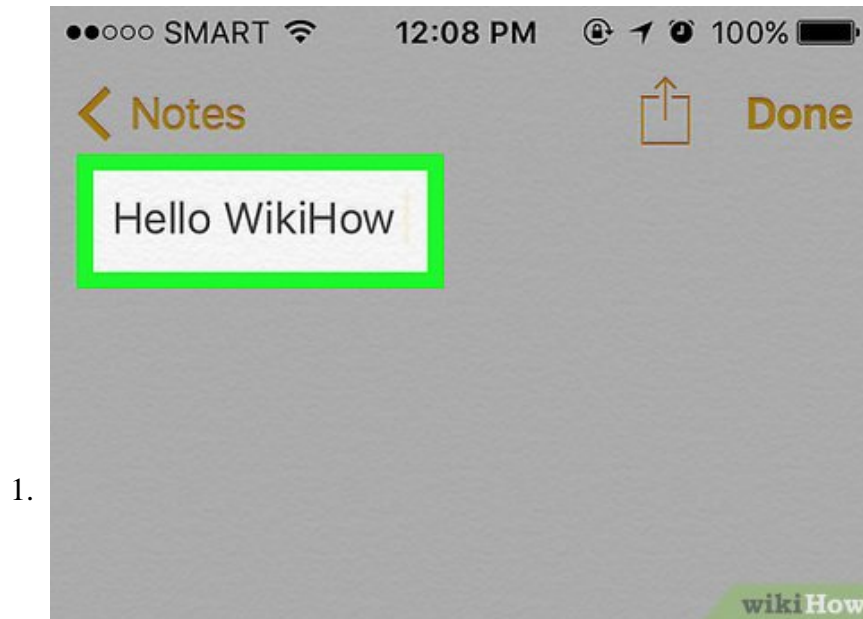 ●●○○○ SMART 12:08 PM 100%
Notes Done
Hello WikiHow
1.
wikiHow